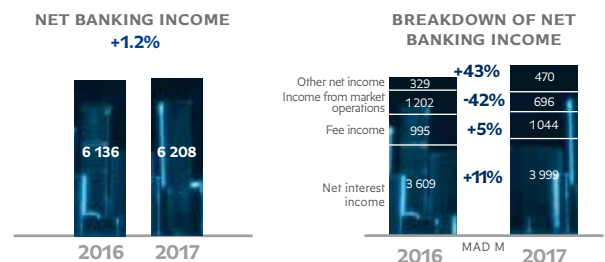 NET BANKING INCOME
+1.2%
6 136
6 208
2016
2017
BREAKDOWN OF NET
BANKING INCOME
Other net income
329
+43%
470
Income from market
operations
1202
-42%
696
Fee income
995
+5%
1044
Net interest
income
3 609
+11%
3 999
2016
MAD M
2017